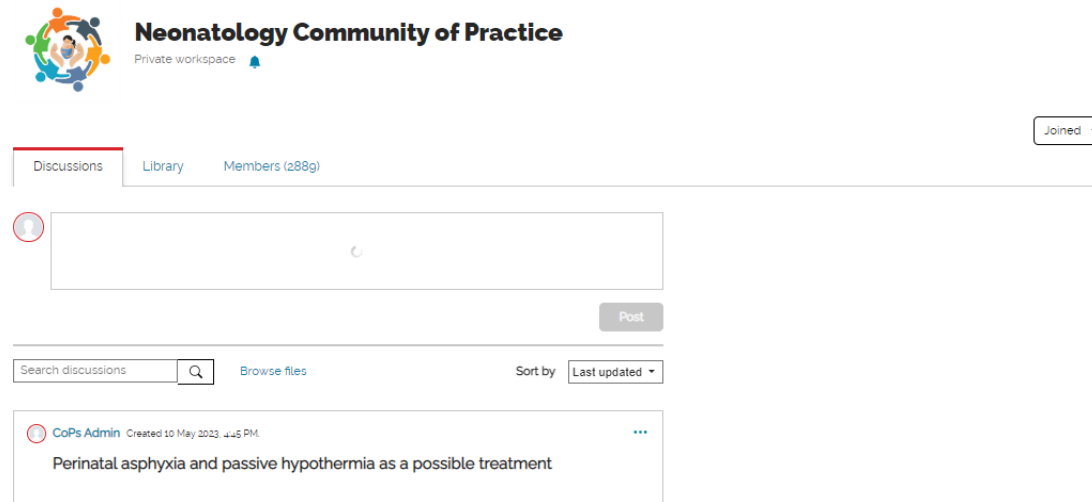 Neonatology Community of Practice
Private workspace
Joined
Discussions Library Members (2889)
Post
Search discussions Browse files Sort by Last updated
CoPs Admin Created 10 May 2023, 4:45 PM.
Perinatal asphyxia and passive hypothermia as a possible treatment